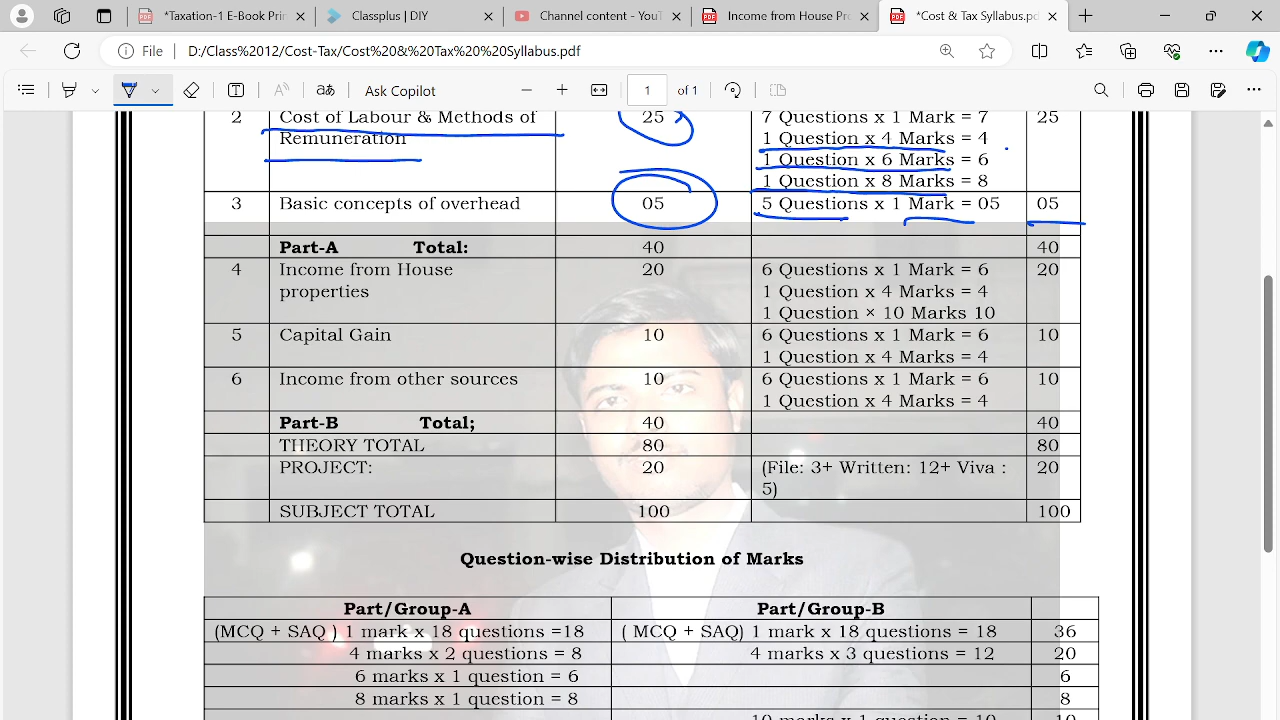 *Taxation-1 E-Book Pri
Classplus | DIY
Channel content - You
Income from House Pr
*Cost & Tax Syllabus.p
File
D:/Class%2012/Cost-Tax/Cost%20&%20Tax%20%20Syllabus.pdf
Ask Copilot
1 of 1
2 Cost of Labour & Methods of 25 7 Questions x 1 Mark = 7 25
Remuneration 1 Question x 4 Marks = 4
1 Question x 6 Marks = 6
1 Question x 8 Marks = 8
3 Basic concepts of overhead 05 5 Questions x 1 Mark = 05 05
Part-A Total: 40 40
4 Income from House 20 6 Questions x 1 Mark = 6 20
properties 1 Question x 4 Marks = 4
1 Question × 10 Marks 10
5 Capital Gain 10 6 Questions x 1 Mark = 6 10
1 Question x 4 Marks = 4
6 Income from other sources 10 6 Questions x 1 Mark = 6 10
1 Question x 4 Marks = 4
Part-B Total; 40 40
THEORY TOTAL 80 80
PROJECT: 20 (File: 3+ Written: 12+ Viva : 20
5)
SUBJECT TOTAL 100 100
Question-wise Distribution of Marks
Part/Group-A Part/Group-B
(MCQ + SAQ ) 1 mark x 18 questions =18 ( MCQ + SAQ) 1 mark x 18 questions = 18 36
4 marks x 2 questions = 8 4 marks x 3 questions = 12 20
6 marks x 1 question = 6 6
8 marks x 1 question = 8 8
10 marks x 1 question = 10 10